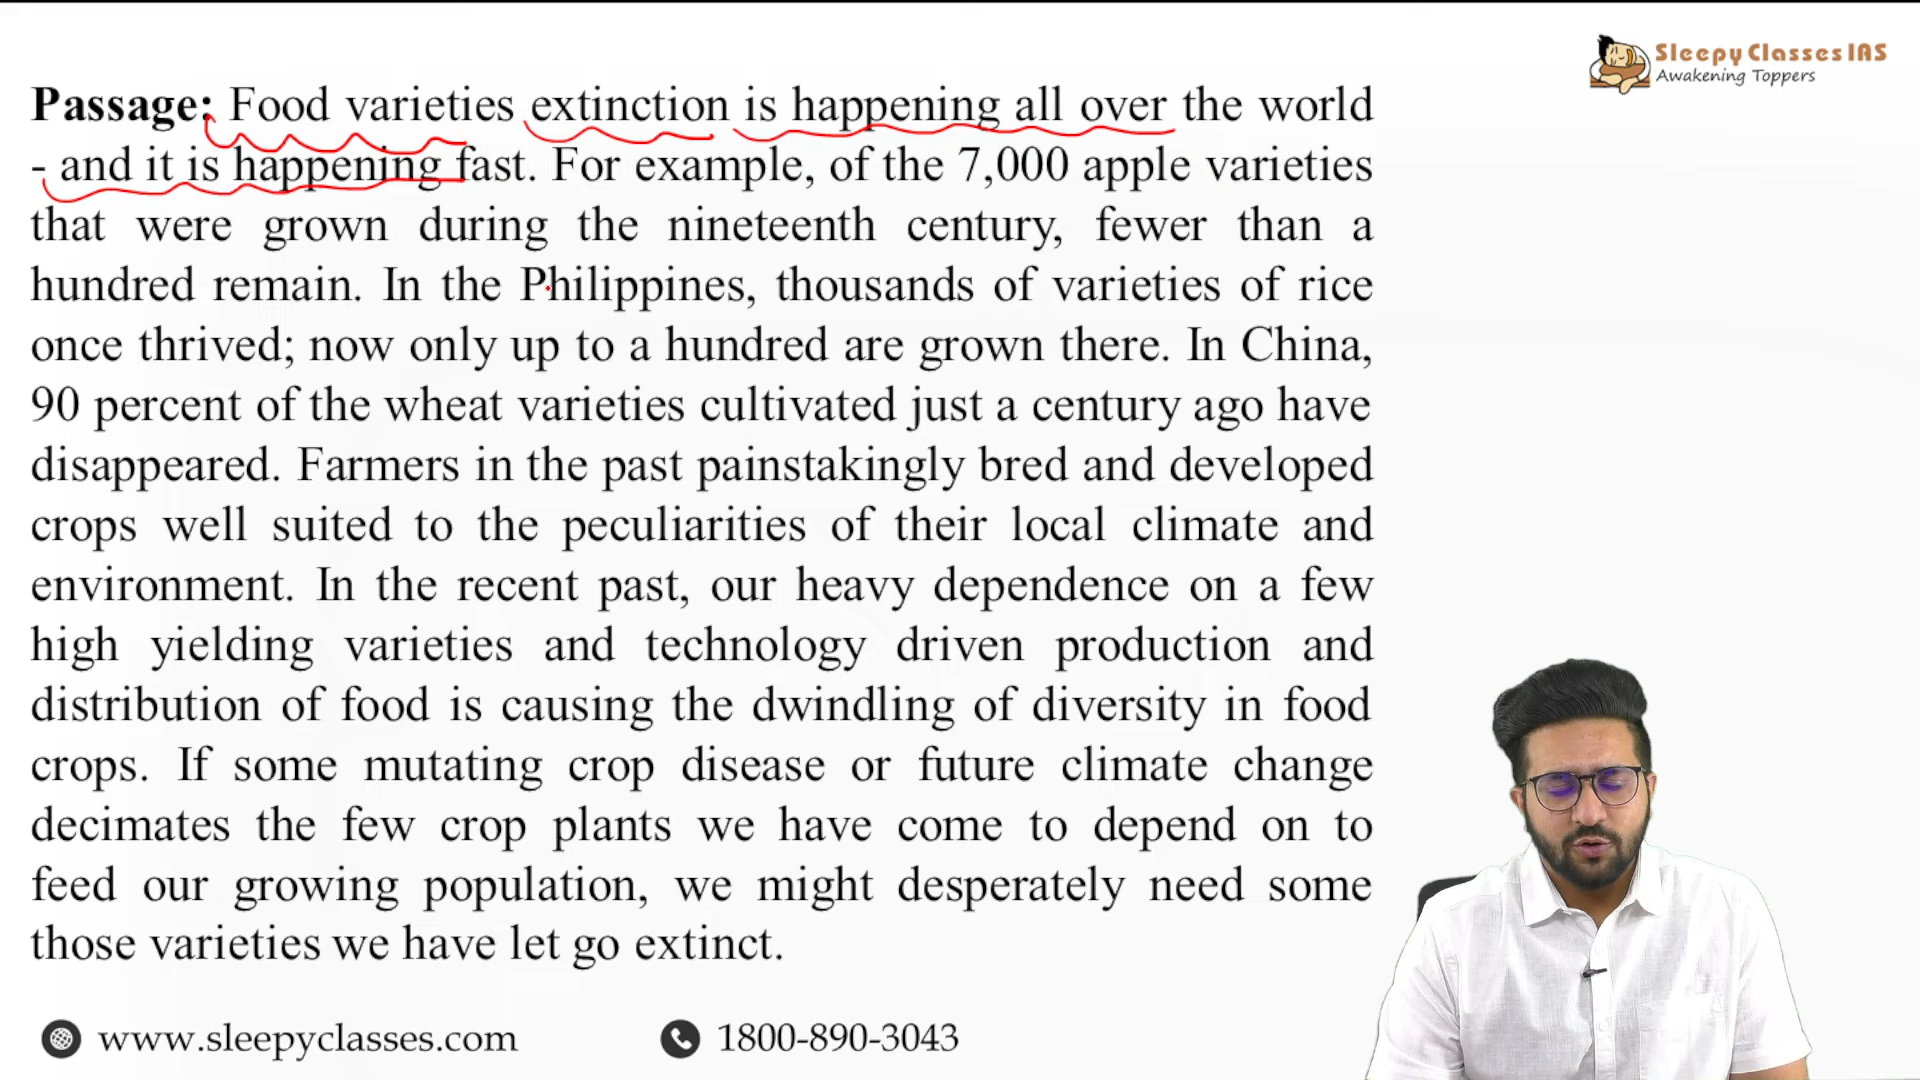 Sleepy Classes IAS
Awakening Toppers
Passage: Food varieties extinction is happening all over the world
- and it is happening fast. For example, of the 7,000 apple varieties
that were grown during the nineteenth century, fewer than a
hundred remain. In the Philippines, thousands of varieties of rice
once thrived; now only up to a hundred are grown there. In China,
90 percent of the wheat varieties cultivated just a century ago have
disappeared. Farmers in the past painstakingly bred and developed
crops well suited to the peculiarities of their local climate and
environment. In the recent past, our heavy dependence on a few
high yielding varieties and technology driven production and
distribution of food is causing the dwindling of diversity in food
crops. If some mutating crop disease or future climate change
decimates the few crop plants we have come to depend on to
feed our growing population, we might desperately need some
those varieties we have let go extinct.
www.sleepyclasses.com
1800-890-3043